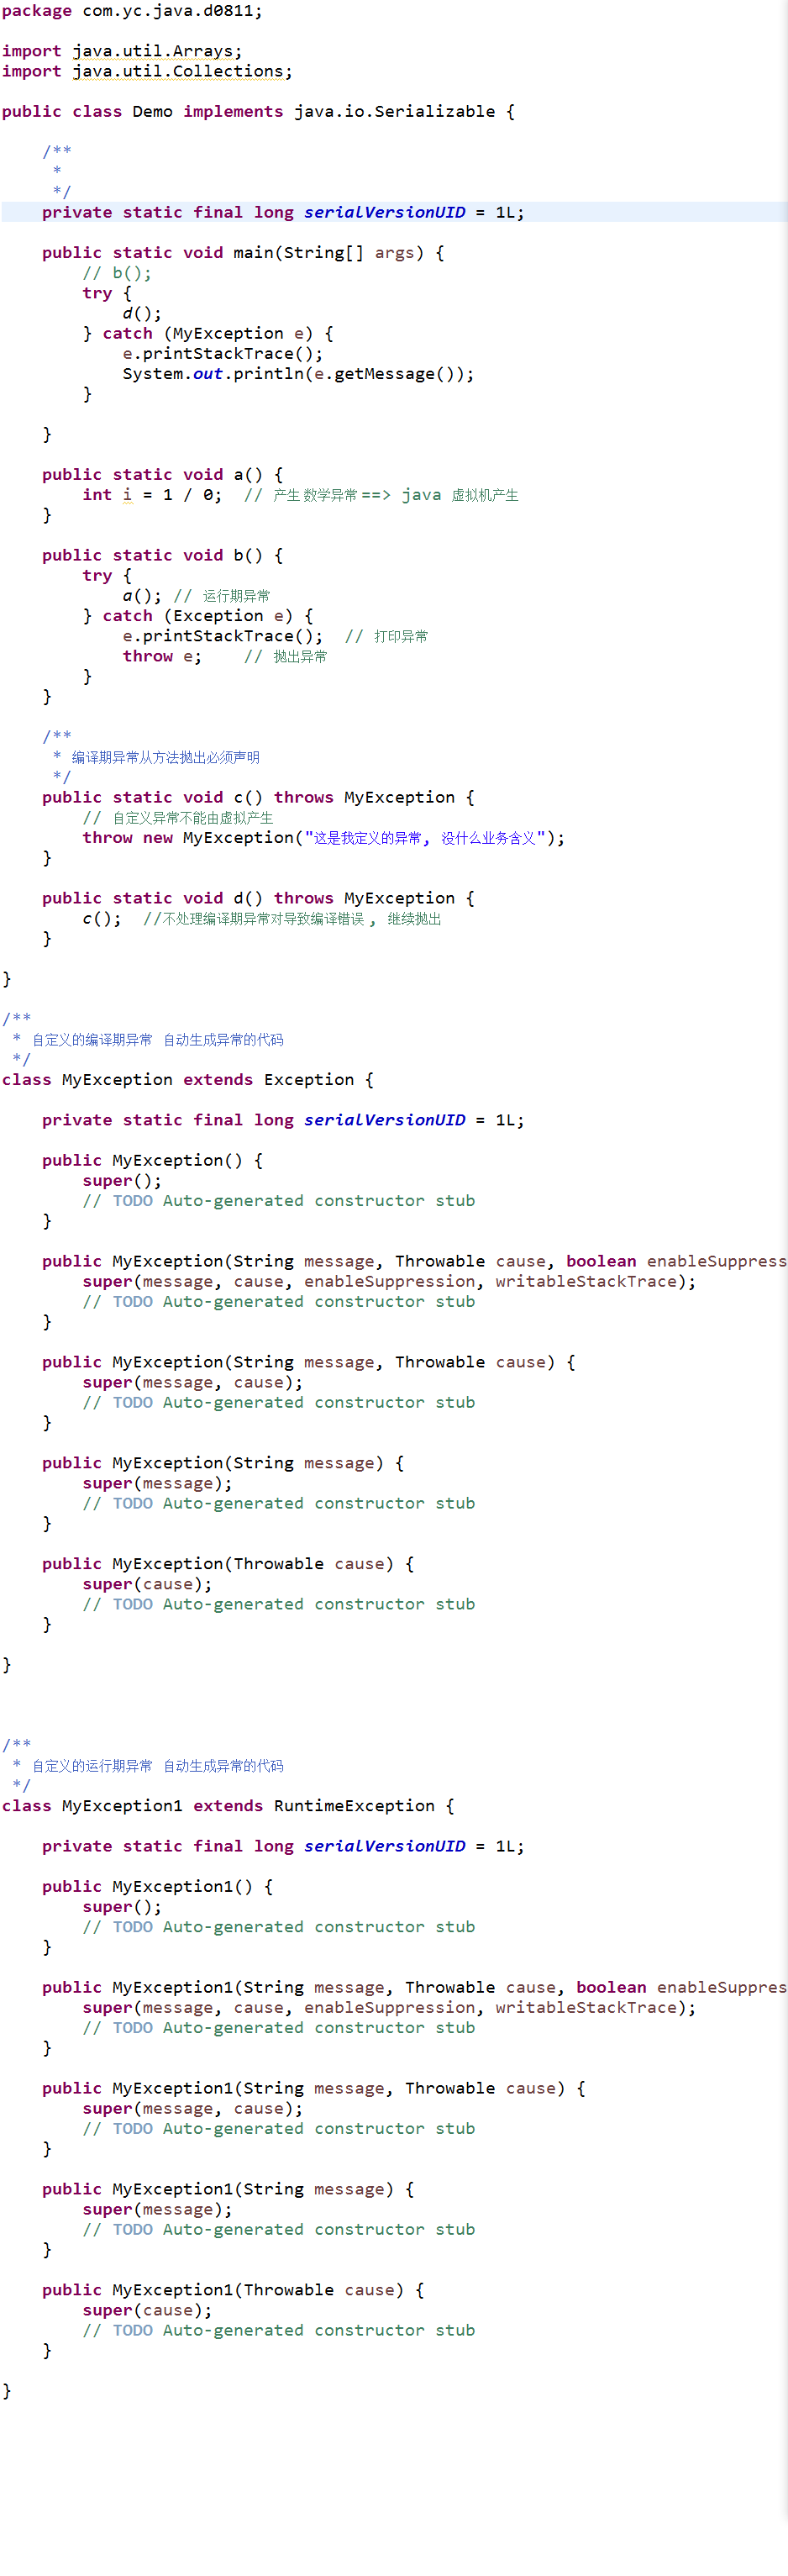 package com.yc.java.d0811;
import java.util.Arrays;
import java.util.Collections;
public class Demo implements java.io.Serializable {
/**
*
*/
private static final long serialVersionUID = 1L;
public static void main(String[] args) {
// b();
try {
d();
} catch (MyException e) {
e.printStackTrace();
System.out.println(e.getMessage());
}
}
public static void a() {
int i = 1 / 0;  // 产生 数学异常 ==> java 虚拟机产生
}
public static void b() {
try {
a(); // 运行期异常
} catch (Exception e) {
e.printStackTrace();  // 打印异常
throw e;    // 抛出异常
}
}
/**
* 编译期异常从方法抛出必须声明
*/
public static void c() throws MyException {
// 自定义异常不能由虚拟产生
throw new MyException("这是我定义的异常, 没什么业务含义");
}
public static void d() throws MyException {
c();  //不处理编译期异常对导致编译错误 , 继续抛出
}
}
/**
* 自定义的编译期异常 自动生成异常的代码
*/
class MyException extends Exception {
private static final long serialVersionUID = 1L;
public MyException() {
super();
// TODO Auto-generated constructor stub
}
public MyException(String message, Throwable cause, boolean enableSuppress
super(message, cause, enableSuppression, writableStackTrace);
// TODO Auto-generated constructor stub
}
public MyException(String message, Throwable cause) {
super(message, cause);
// TODO Auto-generated constructor stub
}
public MyException(String message) {
super(message);
// TODO Auto-generated constructor stub
}
public MyException(Throwable cause) {
super(cause);
// TODO Auto-generated constructor stub
}
}
/**
* 自定义的运行期异常 自动生成异常的代码
*/
class MyException1 extends RuntimeException {
private static final long serialVersionUID = 1L;
public MyException1() {
super();
// TODO Auto-generated constructor stub
}
public MyException1(String message, Throwable cause, boolean enableSuppres
super(message, cause, enableSuppression, writableStackTrace);
// TODO Auto-generated constructor stub
}
public MyException1(String message, Throwable cause) {
super(message, cause);
// TODO Auto-generated constructor stub
}
public MyException1(String message) {
super(message);
// TODO Auto-generated constructor stub
}
public MyException1(Throwable cause) {
super(cause);
// TODO Auto-generated constructor stub
}
}